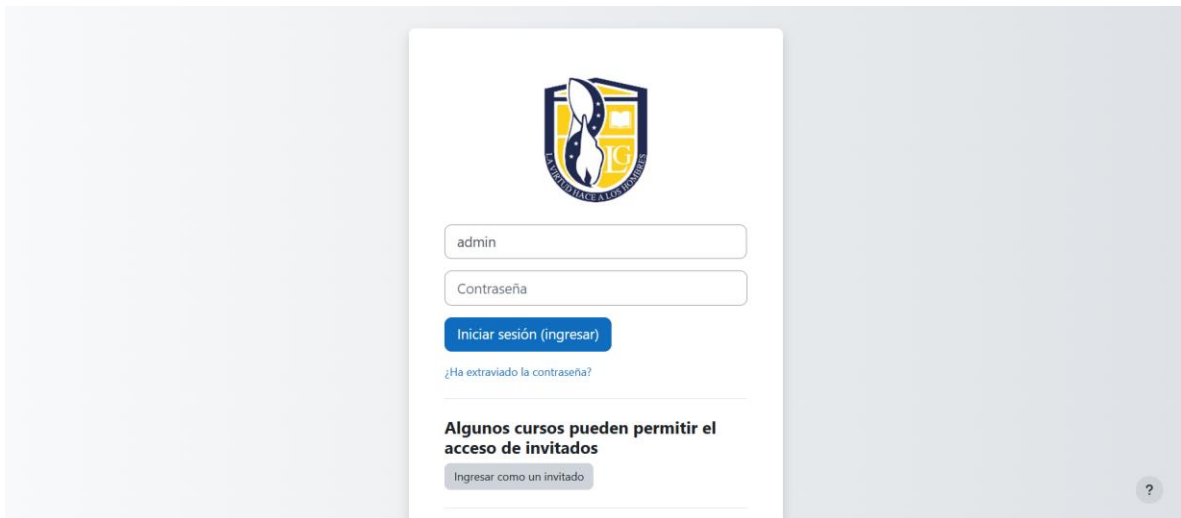 LG
LA VIRTUD HACE A LOS HOMBRES
admin
Contraseña
Iniciar sesión (ingresar)
¿Ha extraviado la contraseña?
Algunos cursos pueden permitir el
acceso de invitados
Ingresar como un invitado
?